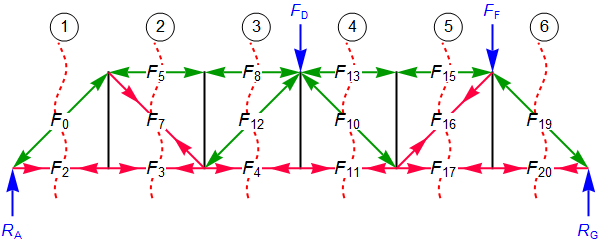 1 2 3 F_D 4 5 F_F 6
F_5 F_8 F_13 F_15
F_0 F_7 F_12 F_10 F_16 F_19
F_2 F_3 F_4 F_11 F_17 F_20
R_A R_G